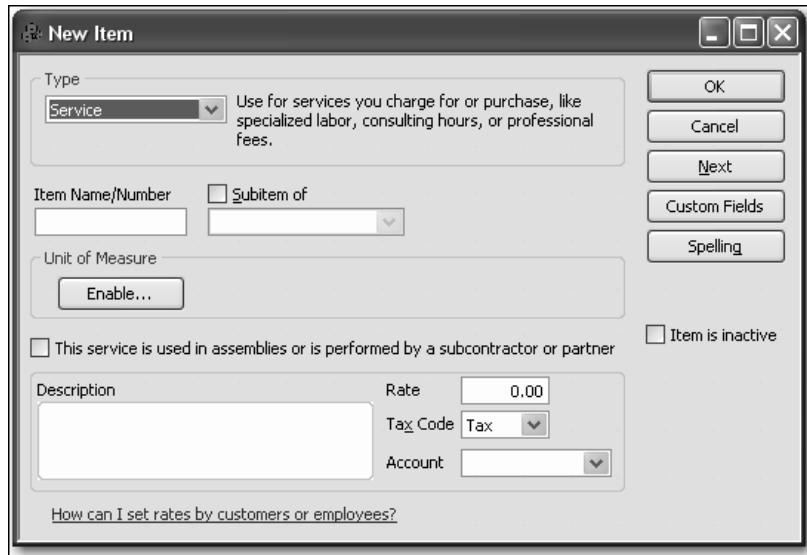 New Item
Type
Service
Use for services you charge for or purchase, like
specialized labor, consulting hours, or professional
fees.
OK
Cancel
Next
Custom Fields
Spelling
Item Name/Number
Subitem of
Unit of Measure
Enable...
Item is inactive
This service is used in assemblies or is performed by a subcontractor or partner
Description
Rate 0.00
Tax Code Tax
Account
How can I set rates by customers or employees?